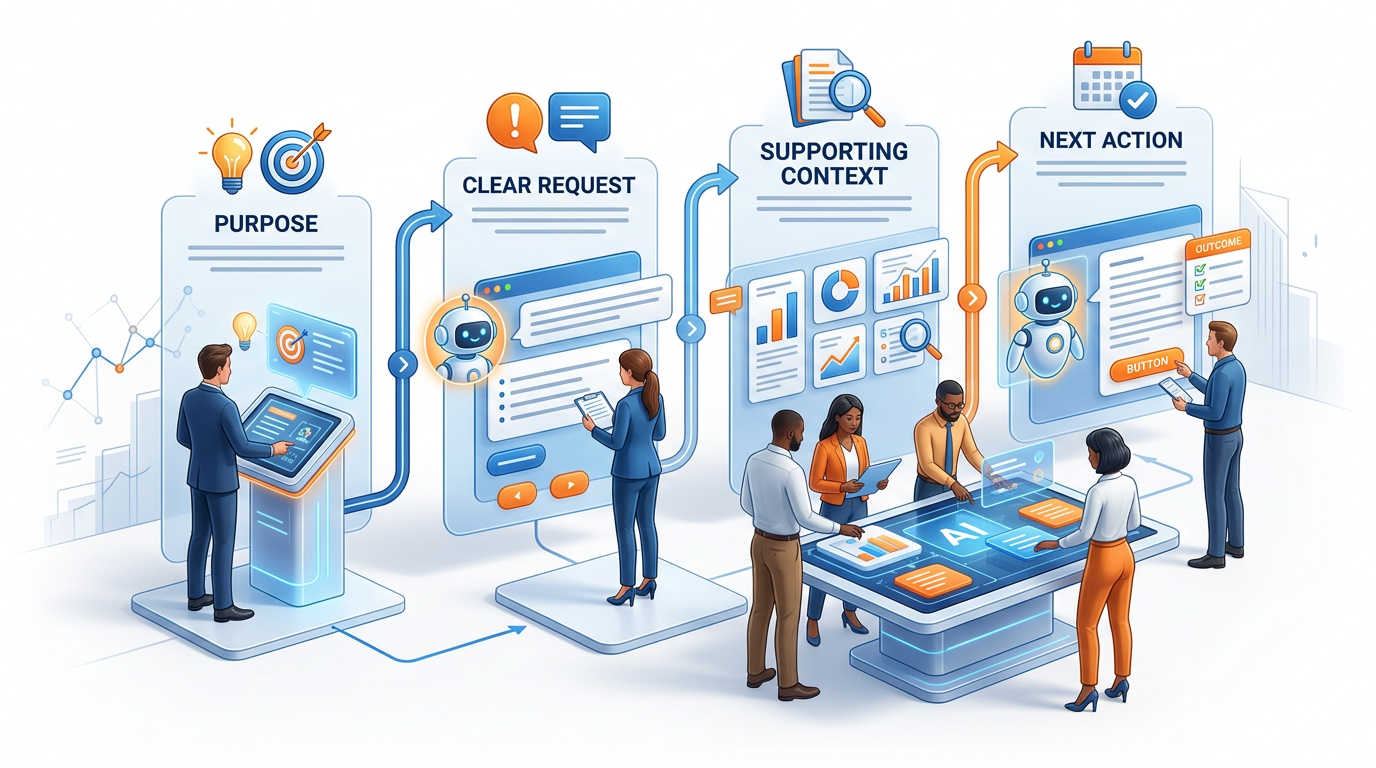 PURPOSE
CLEAR REQUEST
SUPPORTING
CONTEXT
NEXT ACTION
OUTCOME
BUTTON
AI